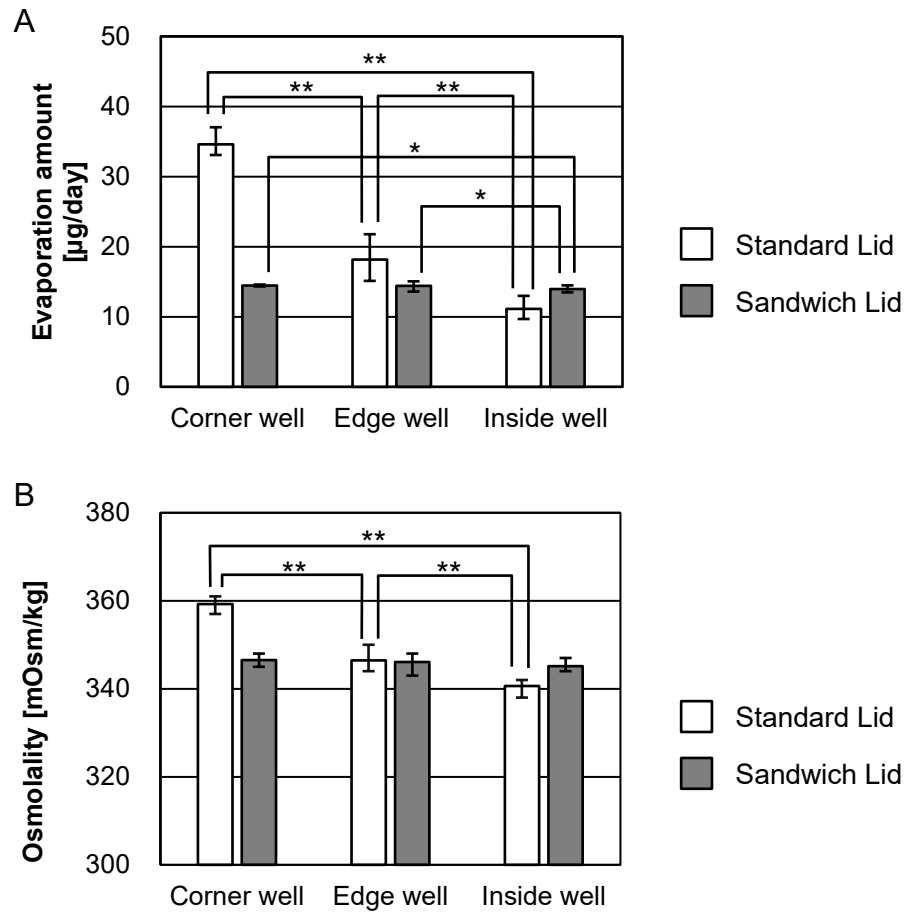 A
Evaporation amount
[µg/day]
50
40
30
20
10
0
**
**
**
*
*
Corner well
Edge well
Inside well
Standard Lid
Sandwich Lid
B
Osmolality [mOsm/kg]
380
360
340
320
300
**
**
**
Corner well
Edge well
Inside well
Standard Lid
Sandwich Lid